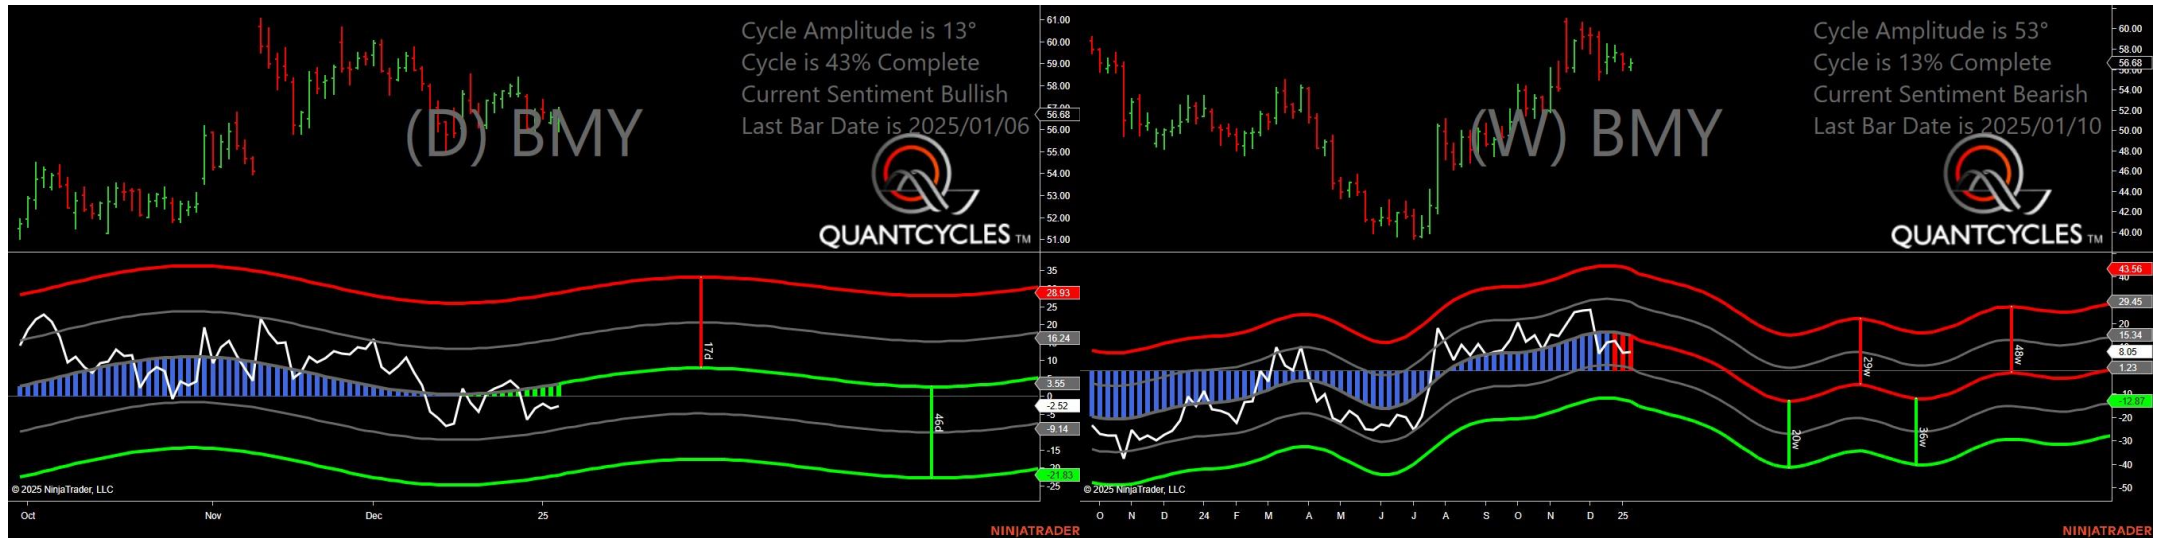 Cycle Amplitude is 13°
Cycle is 43% Complete
Current Sentiment Bullish
Last Bar Date is 2025/01/06
(D) BMY
QUANTCYCLES TM
61.00
60.00
59.00
58.00
57.00
56.68
56.00
55.00
54.00
53.00
52.00
51.00
35
28.93
25
20
16.24
10
3.55
0
-2.52
-5
-9.14
-15
-21.83
-25
17d
46d
© 2025 NinjaTrader, LLC
Oct Nov Dec 25
NINJATRADER
Cycle Amplitude is 53°
Cycle is 13% Complete
Current Sentiment Bearish
Last Bar Date is 2025/01/10
(W) BMY
QUANTCYCLES TM
60.00
58.00
56.68
56.00
54.00
52.00
50.00
48.00
46.00
44.00
42.00
40.00
43.56
40
29.45
20
15.34
8.05
1.23
-10
-12.87
-20
-30
-40
-50
29w
48w
20w
36w
© 2025 NinjaTrader, LLC
O N D 24 F M A M J J A S O N D 25
NINJATRADER